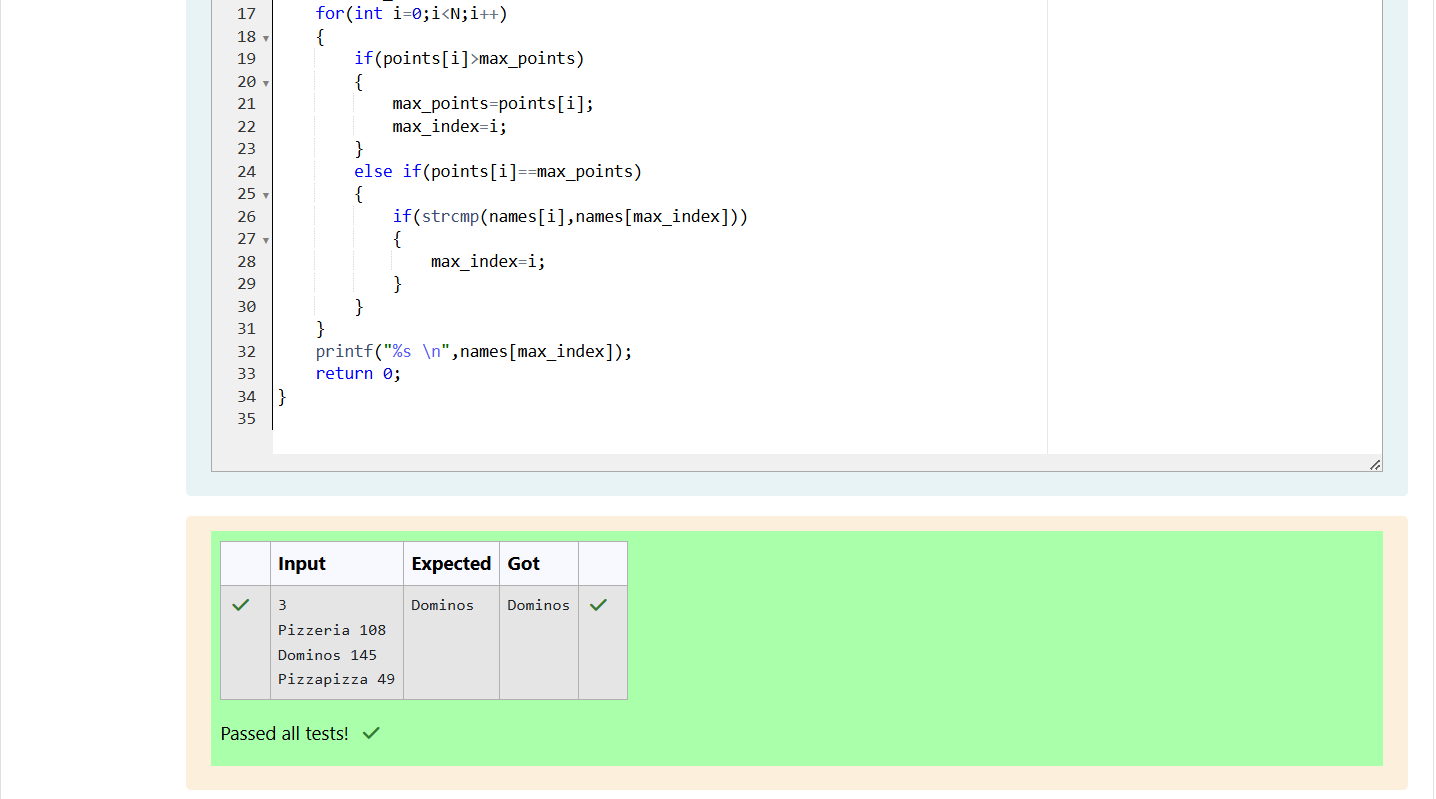 17 for(int i=0;i<N;i++)
18 {
19 if(points[i]>max_points)
20 {
21 max_points=points[i];
22 max_index=i;
23 }
24 else if(points[i]==max_points)
25 {
26 if(strcmp(names[i],names[max_index]))
27 {
28 max_index=i;
29 }
30 }
31 }
32 printf("%s \n",names[max_index]);
33 return 0;
34 }
35
Input Expected Got
3 Dominos Dominos
Pizzeria 108
Dominos 145
Pizzapizza 49
Passed all tests!